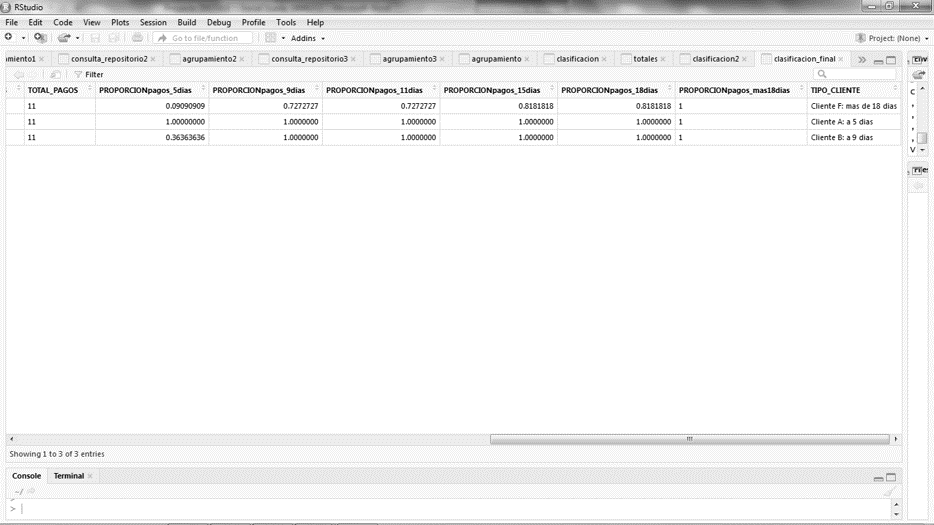 RStudio
File Edit Code View Plots Session Build Debug Profile Tools Help
Go to file/function Addins Project: (None)
amiento1 consulta_repositorio2 agrupamiento2 consulta_repositorio3 agrupamiento3 agrupamiento clasificacion totales clasificacion2 clasificacion_final
Filter
TOTAL_PAGOS PROPORCIONpagos_5dias PROPORCIONpagos_9dias PROPORCIONpagos_11dias PROPORCIONpagos_15dias PROPORCIONpagos_18dias PROPORCIONpagos_mas18dias TIPO_CLIENTE
11 0.09090909 0.7272727 0.7272727 0.8181818 0.8181818 1 Cliente F: mas de 18 dias
11 1.00000000 1.0000000 1.0000000 1.0000000 1.0000000 1 Cliente A: a 5 dias
11 0.36363636 1.0000000 1.0000000 1.0000000 1.0000000 1 Cliente B: a 9 dias
Showing 1 to 3 of 3 entries
Console Terminal
~/
>